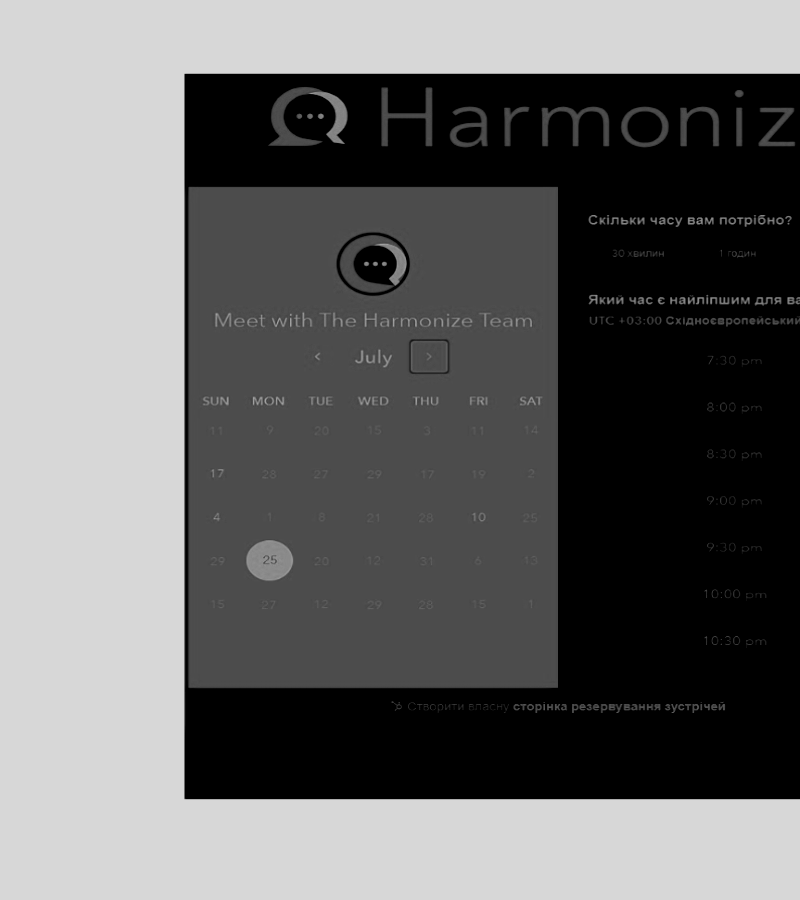 Harmoniz
Meet with The Harmonize Team
July
SUN MON TUE WED THU FRI SAT
11 9 20 15 3 11 14
17 28 27 29 17 19 2
4 1 8 21 28 10 25
29 25 20 12 31 6 13
15 27 12 29 28 15 1
Скільки часу вам потрібно?
30 хвилин 1 годин
Який час є найліпшим для ва
UTC +03:00 Східноєвропейський
7:30 pm
8:00 pm
8:30 pm
9:00 pm
9:30 pm
10:00 pm
10:30 pm
Створити власну сторінка резервування зустрічей